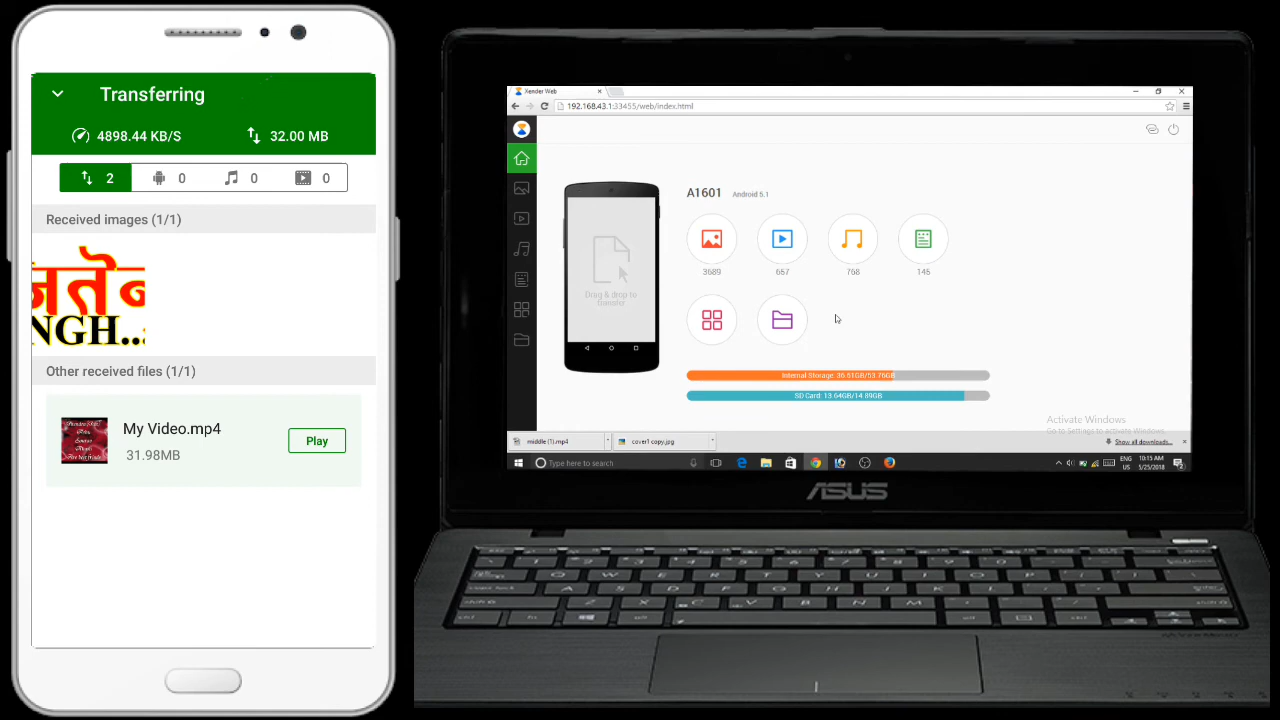 Transferring
4898.44 KB/S
32.00 MB
2
0
0
0
Received images (1/1)
NGH..
Other received files (1/1)
My Video.mp4
31.98MB
Play
Xender Web
192.168.43.1:33455/web/index.html
A1601
Android 5.1
Drag & drop to
transfer
3689
667
768
145
Internal Storage: 36.61GB/53.76GB
SD Card: 13.64GB/14.89GB
Activate Windows
Go to Settings to activate Windows.
middle (1).mp4
cover1 copy.jpg
Show all downloads...
Type here to search
ENG
US
10:15 AM
5/25/2018
ASUS